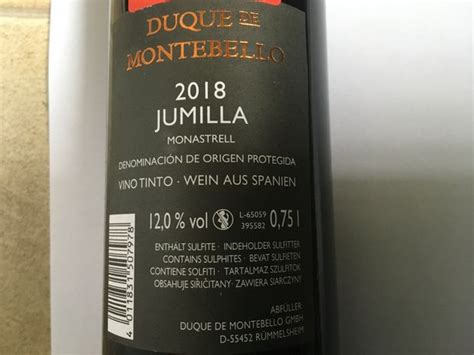 DUQUE DE
MONTEBELLO
2018
JUMILLA
MONASTRELL
DENOMINACIÓN DE ORIGEN PROTEGIDA
VINO TINTO · WEIN AUS SPANIEN
12,0 % vol L-65059 395582 0,75 l
ENTHÄLT SULFITE · INDEHOLDER SULFITTER
CONTAINS SULPHITES · BEVAT SULFIETEN
CONTIENE SOLFITI · TARTALMAZ SZULFITOK
OBSAHUJE SIŘIČITANY · ZAWIERA SIARCZYNY
ABFÜLLER:
DUQUE DE MONTEBELLO GMBH
D-55452 RÜMMELSHEIM
4 011831 507978